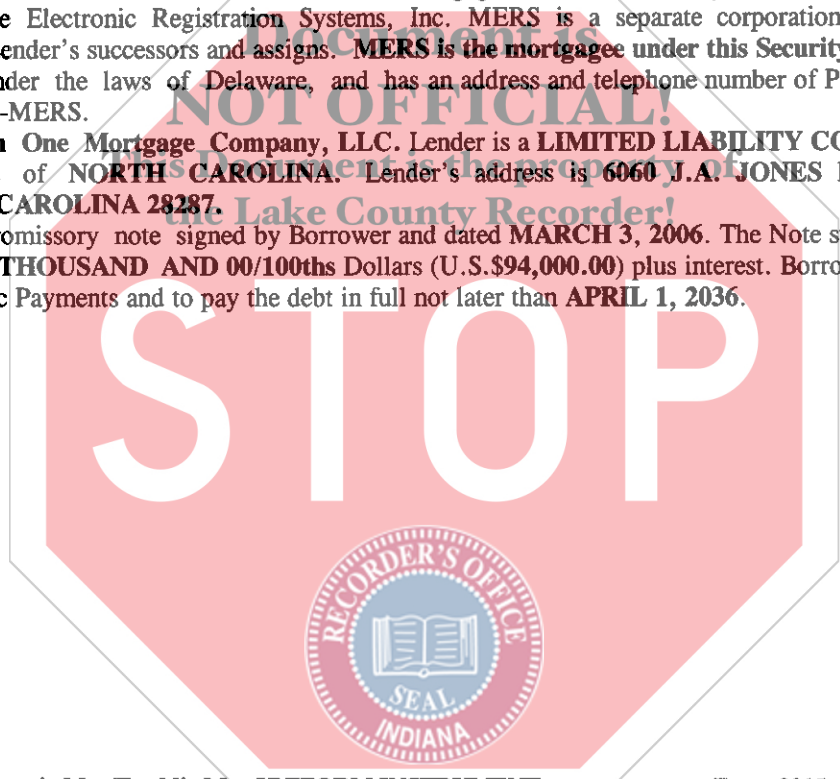 e Electronic Registration Systems, Inc. MERS is a separate corporation
ender's successors and assigns. MERS is the mortgagee under this Security
der the laws of Delaware, and has an address and telephone number of P
-MERS.
n One Mortgage Company, LLC. Lender is a LIMITED LIABILITY CO
of NORTH CAROLINA. Lender's address is 6060 J.A. JONES
CAROLINA 28287.
romissory note signed by Borrower and dated MARCH 3, 2006. The Note s
THOUSAND AND 00/100ths Dollars (U.S.$94,000.00) plus interest. Borro
c Payments and to pay the debt in full not later than APRIL 1, 2036.
Document is
NOT OFFICIAL!
This Document is the property of
the Lake County Recorder!
STOP
RECORDER'S OFFICE
SEAL
INDIANA